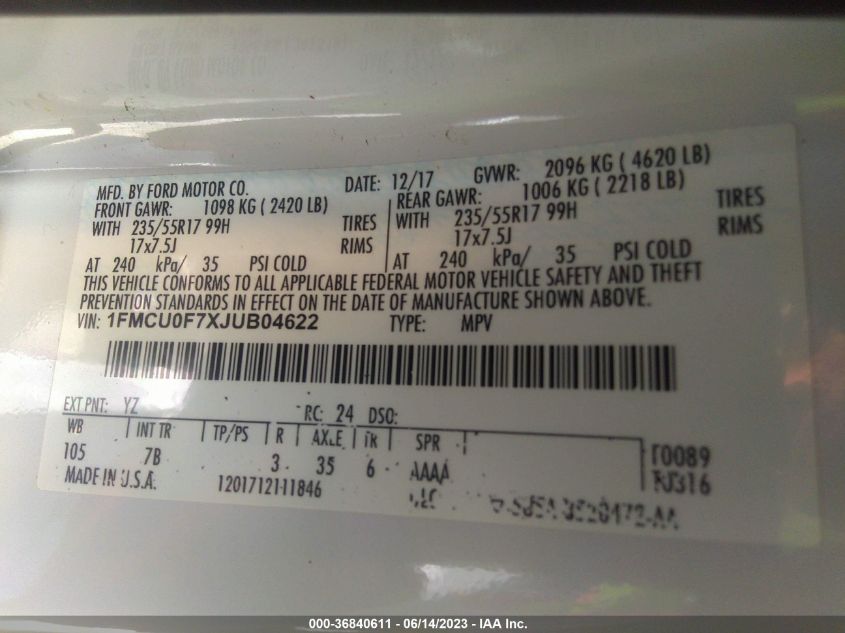 MFD. BY FORD MOTOR CO. DATE: 12/17 GVWR: 2096 KG ( 4620 LB)
FRONT GAWR: 1098 KG ( 2420 LB) REAR GAWR: 1006 KG ( 2218 LB)
WITH 235/55R17 99H TIRES 235/55R17 99H TIRES
17x7.5J RIMS WITH 17x7.5J RIMS
AT 240 kPa/ 35 PSI COLD AT 240 kPa/ 35 PSI COLD
THIS VEHICLE CONFORMS TO ALL APPLICABLE FEDERAL MOTOR VEHICLE SAFETY AND THEFT
PREVENTION STANDARDS IN EFFECT ON THE DATE OF MANUFACTURE SHOWN ABOVE.
VIN: 1FMCU0F7XJUB04622 TYPE: MPV
EXT PNT: YZ RC: 24 DSO:
WB INT TR TP/PS R AXLE TR SPR
105 7B 3 35 6 AAAA T0089
MADE IN U.S.A. 1201712111846
000-36840611 - 06/14/2023 - IAA Inc.